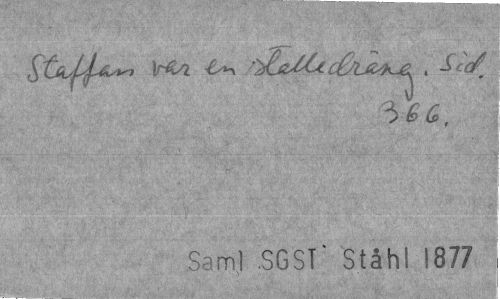 Staffan var en stalledräng. Sid.
366.
Saml SGST Ståhl 1877